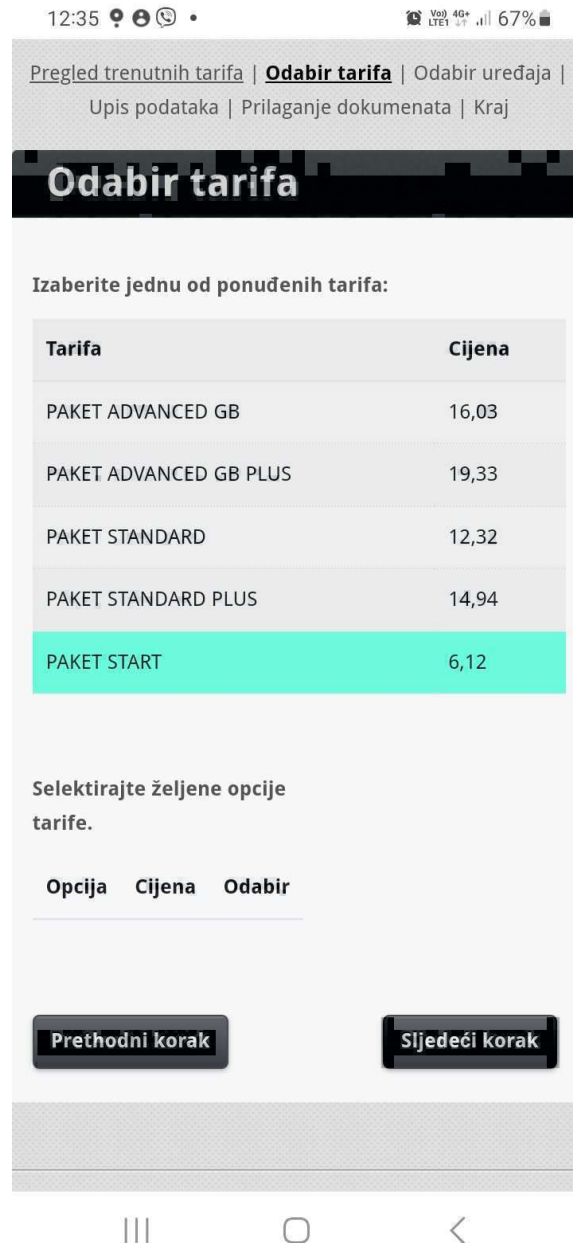 12:35
Voi) 4G+ 67%
LTE1
Pregled trenutnih tarifa | Odabir tarifa | Odabir uređaja |
Upis podataka | Prilaganje dokumenata | Kraj
Odabir tarifa
Izaberite jednu od ponuđenih tarifa:
Tarifa Cijena
PAKET ADVANCED GB 16,03
PAKET ADVANCED GB PLUS 19,33
PAKET STANDARD 12,32
PAKET STANDARD PLUS 14,94
PAKET START 6,12
Selektirajte željene opcije
tarife.
Opcija Cijena Odabir
Prethodni korak Sljedeći korak